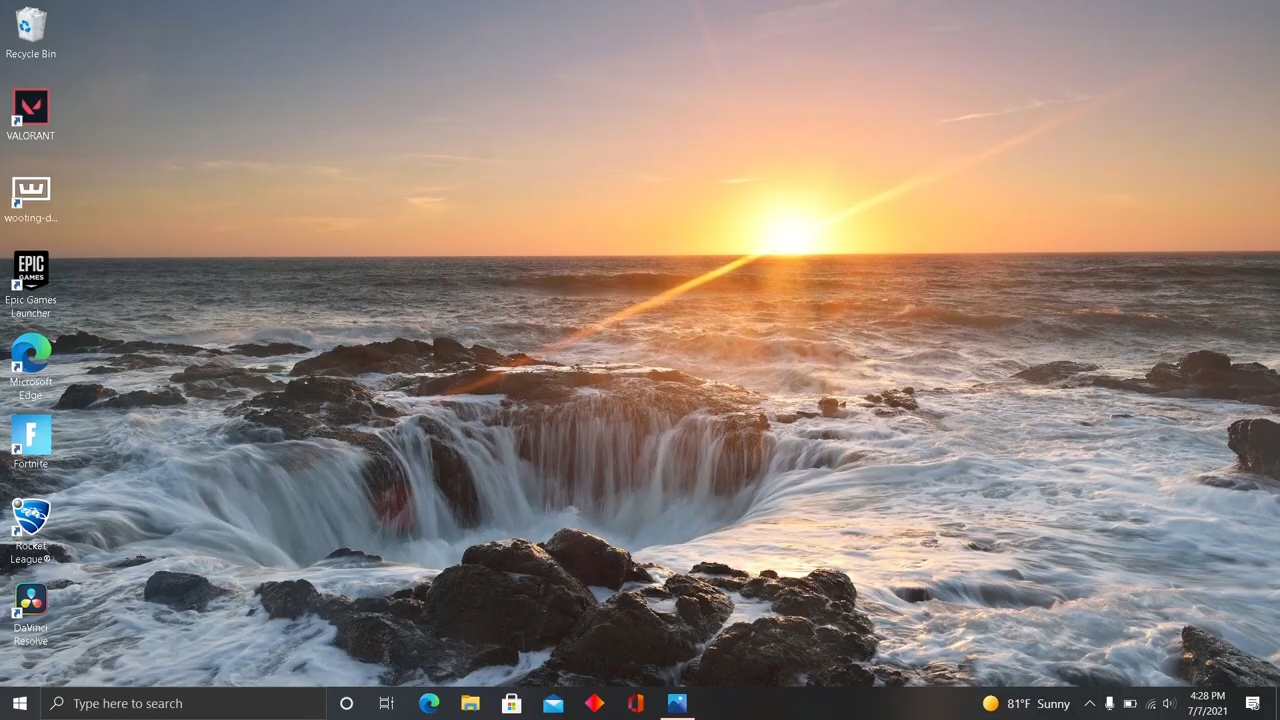 Recycle Bin
VALORANT
wooting-d...
EPIC
GAMES
Epic Games
Launcher
Microsoft
Edge
F
Fortnite
Rocket
League®
DaVinci
Resolve
Type here to search
81°F Sunny
4:28 PM
7/7/2021